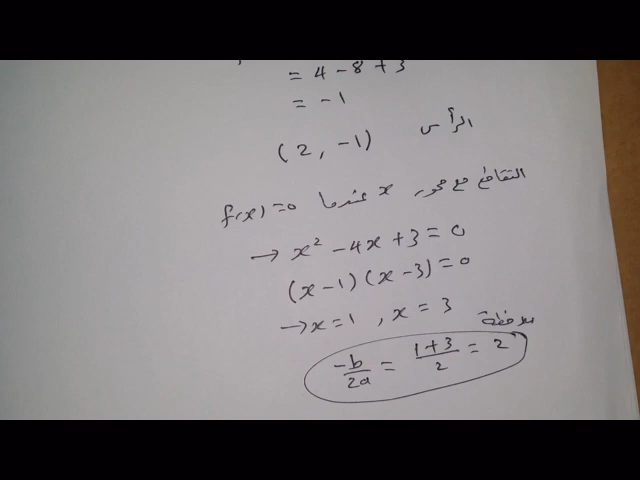 = 4 - 8 + 3
= -1
(2, -1) الرأس
التقاطع مع محور x عندما f(x) = 0
→ x² - 4x + 3 = 0
(x - 1)(x - 3) = 0
→ x = 1 , x = 3
ملاحظة
-b/2a = (1+3)/2 = 2